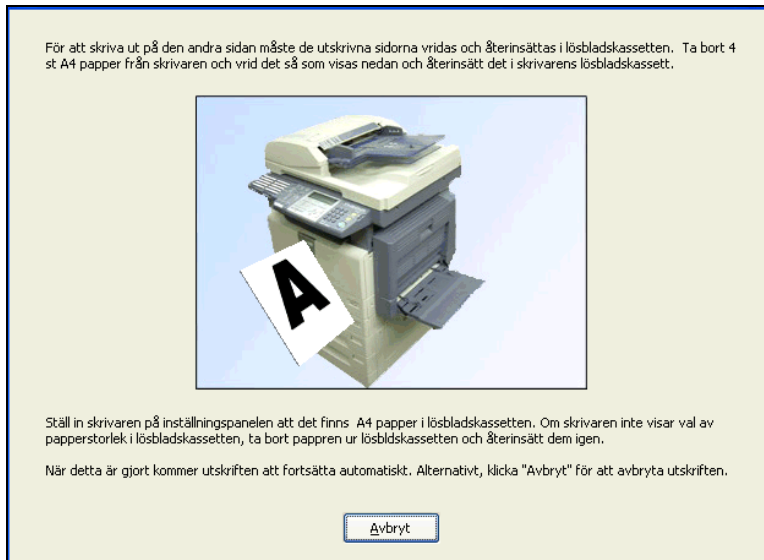 För att skriva ut på den andra sidan måste de utskrivna sidorna vridas och återinsättas i lösbladskassetten.  Ta bort 4
st A4 papper från skrivaren och vrid det så som visas nedan och återinsätt det i skrivarens lösbladskassett.
A
Ställ in skrivaren på inställningspanelen att det finns  A4 papper i lösbladskassetten. Om skrivaren inte visar val av
papperstorlek i lösbladskassetten, ta bort pappren ur lösbldskassetten och återinsätt dem igen.
När detta är gjort kommer utskriften att fortsätta automatiskt. Alternativt, klicka "Avbryt" för att avbryta utskriften.
Avbryt